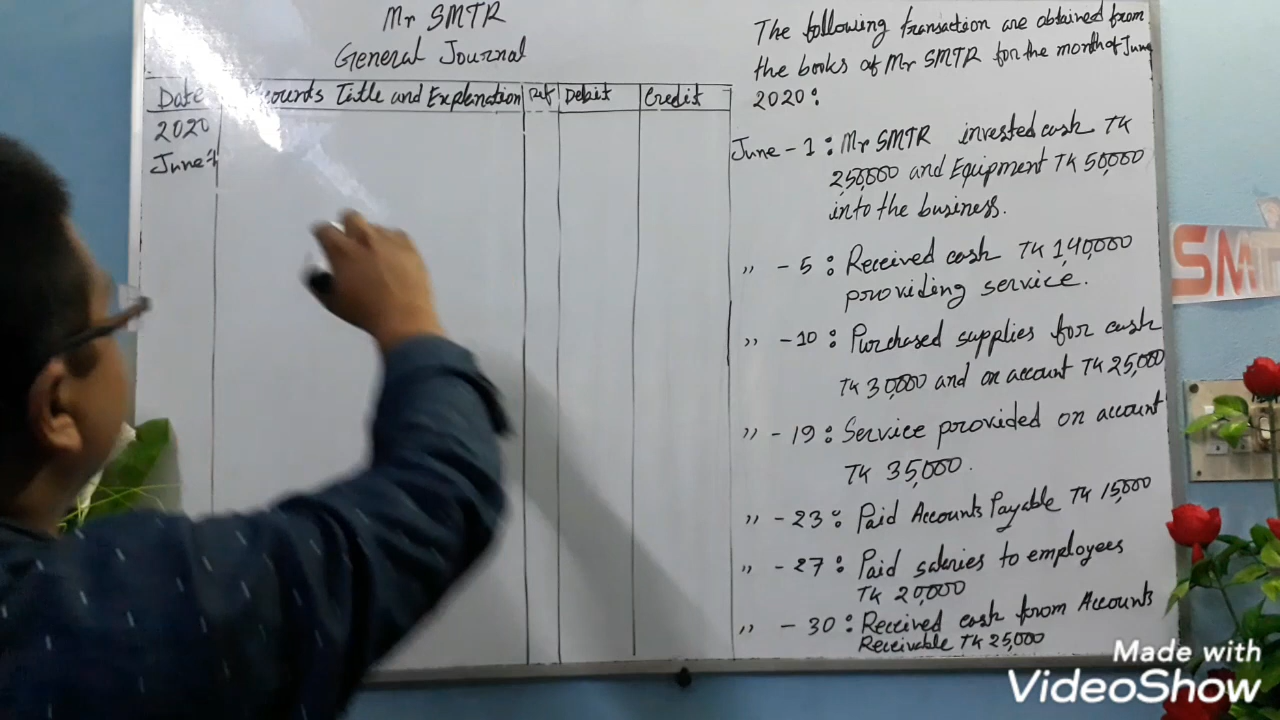 Mr SMTR
General Journal
Date
Title and Explanation
Ref
Debit
Credit
2020
June-1
The following transaction are obtained from
the books of Mr SMTR for the month of June
2020:
June - 1 : Mr SMTR invested cash TK
2,50,000 and Equipment TK 50,000
into the business.
,, - 5 : Received cash TK 1,40,000
providing service.
,, - 10 : Purchased supplies for cash
TK 30,000 and on account TK 25,000
,, - 19 : Service provided on account
TK 35,000.
,, - 23 : Paid Accounts Payable TK 15,000
,, - 27 : Paid salaries to employees
TK 20,000
,, - 30 : Received cash from Accounts
Receivable TK 25,000
Made with
VideoShow